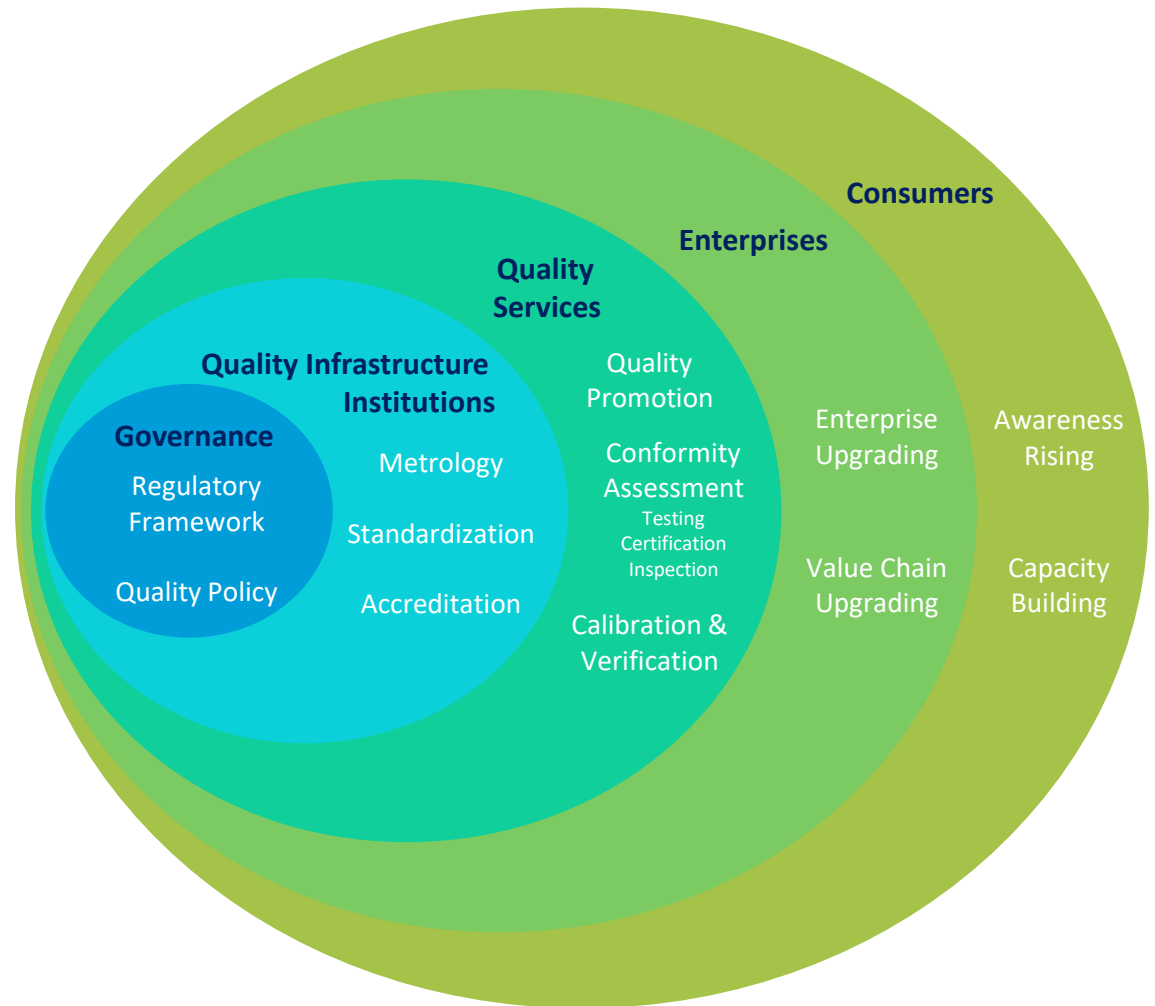 Consumers
Enterprises
Quality
Services
Quality Infrastructure
Institutions
Governance
Regulatory
Framework
Quality Policy
Metrology
Standardization
Accreditation
Quality
Promotion
Conformity
Assessment
Testing
Certification
Inspection
Calibration &
Verification
Enterprise
Upgrading
Value Chain
Upgrading
Awareness
Rising
Capacity
Building